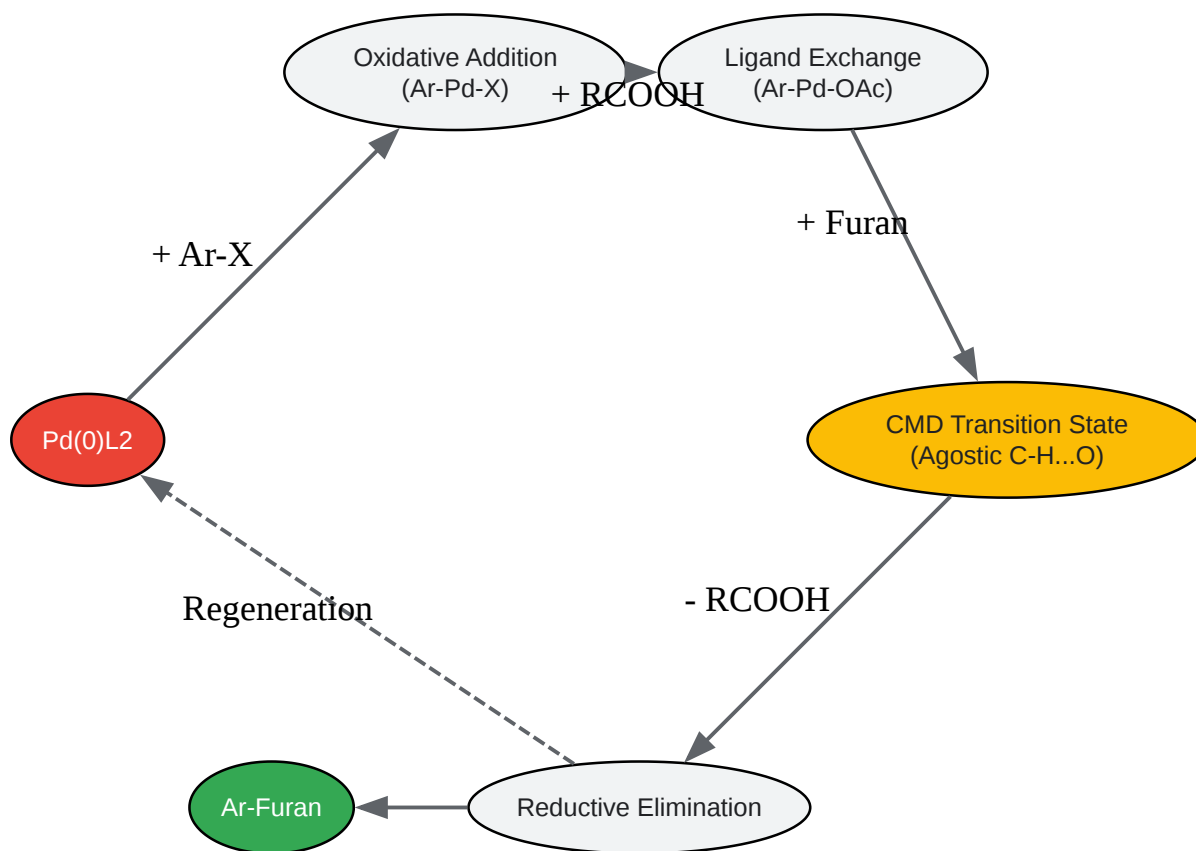 Oxidative Addition
(Ar-Pd-X)
+ RCOOH
Ligand Exchange
(Ar-Pd-OAc)
+ Furan
+ Ar-X
Pd(0)L2
CMD Transition State
(Agostic C-H...O)
- RCOOH
Regeneration
Ar-Furan
Reductive Elimination